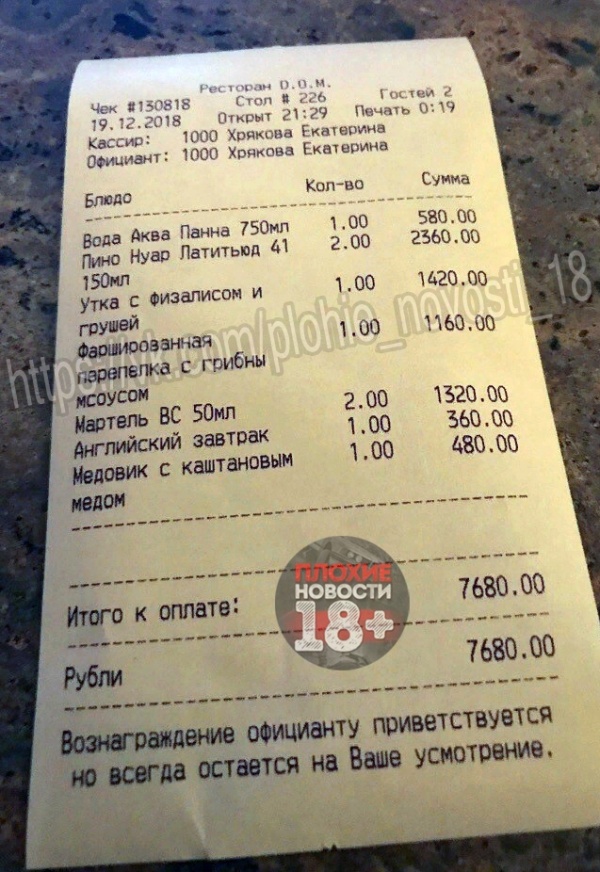 Ресторан D.O.M.
Чек #130818 Стол # 226 Гостей 2
19.12.2018 Открыт 21:29 Печать 0:19
Кассир: 1000 Хрякова Екатерина
Официант: 1000 Хрякова Екатерина
Блюдо Кол-во Сумма
Вода Аква Панна 750мл 1.00 580.00
Пино Нуар Латитьюд 41 2.00 2360.00
150мл
Утка с физалисом и 1.00 1420.00
грушей
Фаршированная 1.00 1160.00
парепелка с грибны
мсоусом
Мартель ВС 50мл 2.00 1320.00
Английский завтрак 1.00 360.00
Медовик с каштановым 1.00 480.00
медом
Итого к оплате: 7680.00
Рубли 7680.00
Вознаграждение официанту приветствуется
но всегда остается на Ваше усмотрение.
https://vk.com/plohie_novosti_18
ПЛОХИЕ
НОВОСТИ
18+